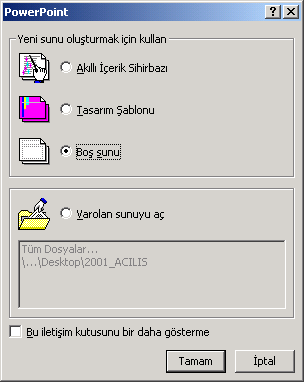 PowerPoint
Yeni sunu oluşturmak için kullan
Akıllı İçerik Sihirbazı
Tasarım Şablonu
Boş sunu
Varolan sunuyu aç
Tüm Dosyalar...
\...\Desktop\2001_ACILIS
Bu iletişim kutusunu bir daha gösterme
Tamam
İptal